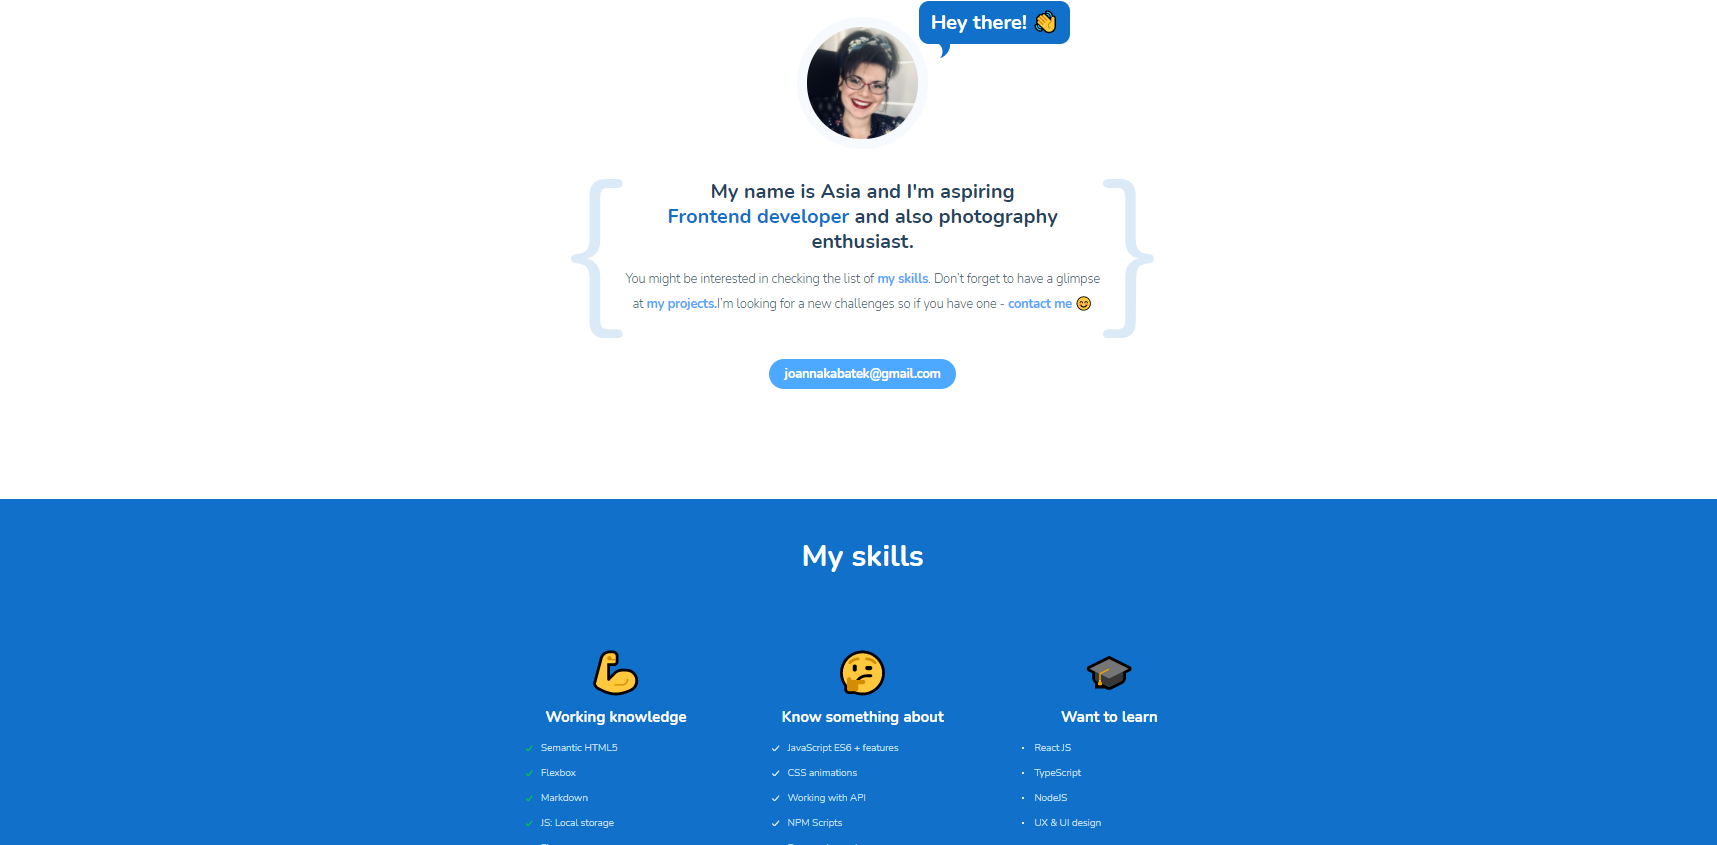 Hey there! 👋
My name is Asia and I'm aspiring
Frontend developer and also photography
enthusiast.
You might be interested in checking the list of my skills. Don't forget to have a glimpse
at my projects.I'm looking for a new challenges so if you have one - contact me 😊
joannakabatek@gmail.com
My skills
Working knowledge
Semantic HTML5
Flexbox
Markdown
JS: Local storage
Know something about
JavaScript ES6 + features
CSS animations
Working with API
NPM Scripts
Want to learn
React JS
TypeScript
NodeJS
UX & UI design